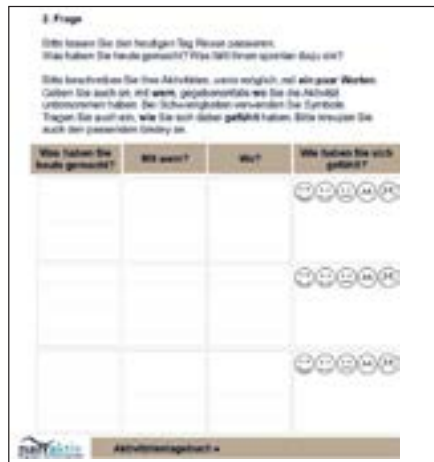 2. Frage
Bitte lassen Sie den heutigen Tag Revue passieren.
Was haben Sie heute gemacht? Was fällt Ihnen spontan dazu ein?
Bitte beschreiben Sie Ihre Aktivitäten, wenn möglich, mit ein paar Worten.
Geben Sie auch an, mit wem, gegebenenfalls wo Sie die Aktivität
unternommen haben. Bei Schwierigkeiten verwenden Sie Symbole.
Tragen Sie auch ein, wie Sie sich dabei gefühlt haben. Bitte kreuzen Sie
auch den passenden Smiley an.
Was haben Sie heute gemacht?
Mit wem?
Wo?
Wie haben Sie sich gefühlt?
aktiv
Aktivitätentagebuch